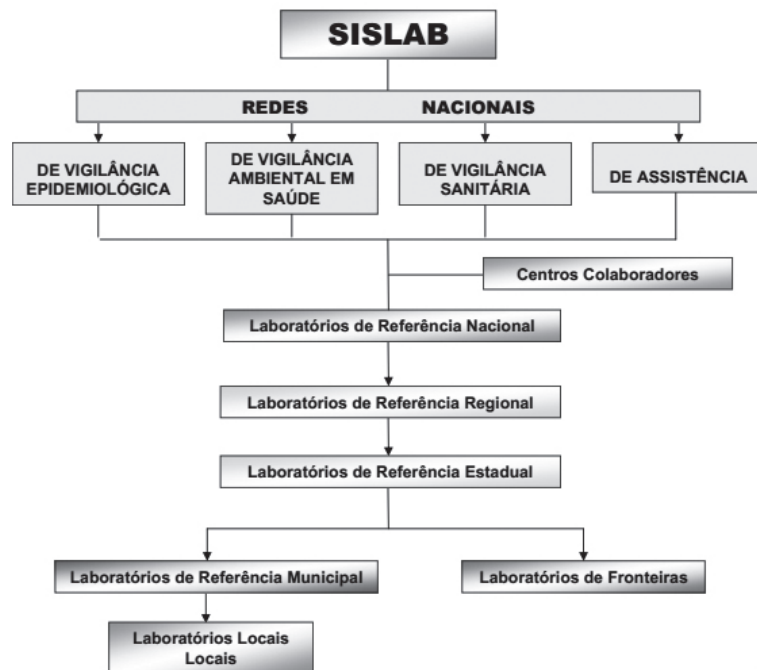 SISLAB
REDES NACIONAIS
DE VIGILÂNCIA
EPIDEMIOLÓGICA
DE VIGILÂNCIA
AMBIENTAL EM
SAÚDE
DE VIGILÂNCIA
SANITÁRIA
DE ASSISTÊNCIA
Centros Colaboradores
Laboratórios de Referência Nacional
Laboratórios de Referência Regional
Laboratórios de Referência Estadual
Laboratórios de Referência Municipal
Laboratórios de Fronteiras
Laboratórios Locais
Locais